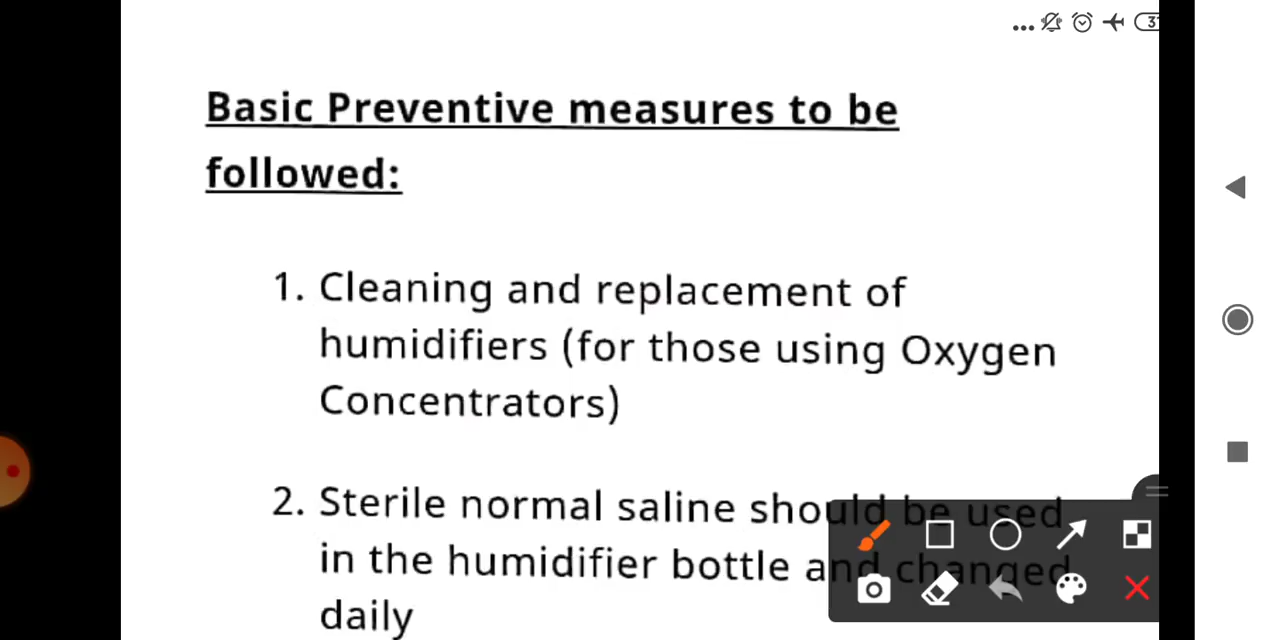 Basic Preventive measures to be
followed:
1. Cleaning and replacement of
humidifiers (for those using Oxygen
Concentrators)
2. Sterile normal saline should be used
in the humidifier bottle and changed
daily